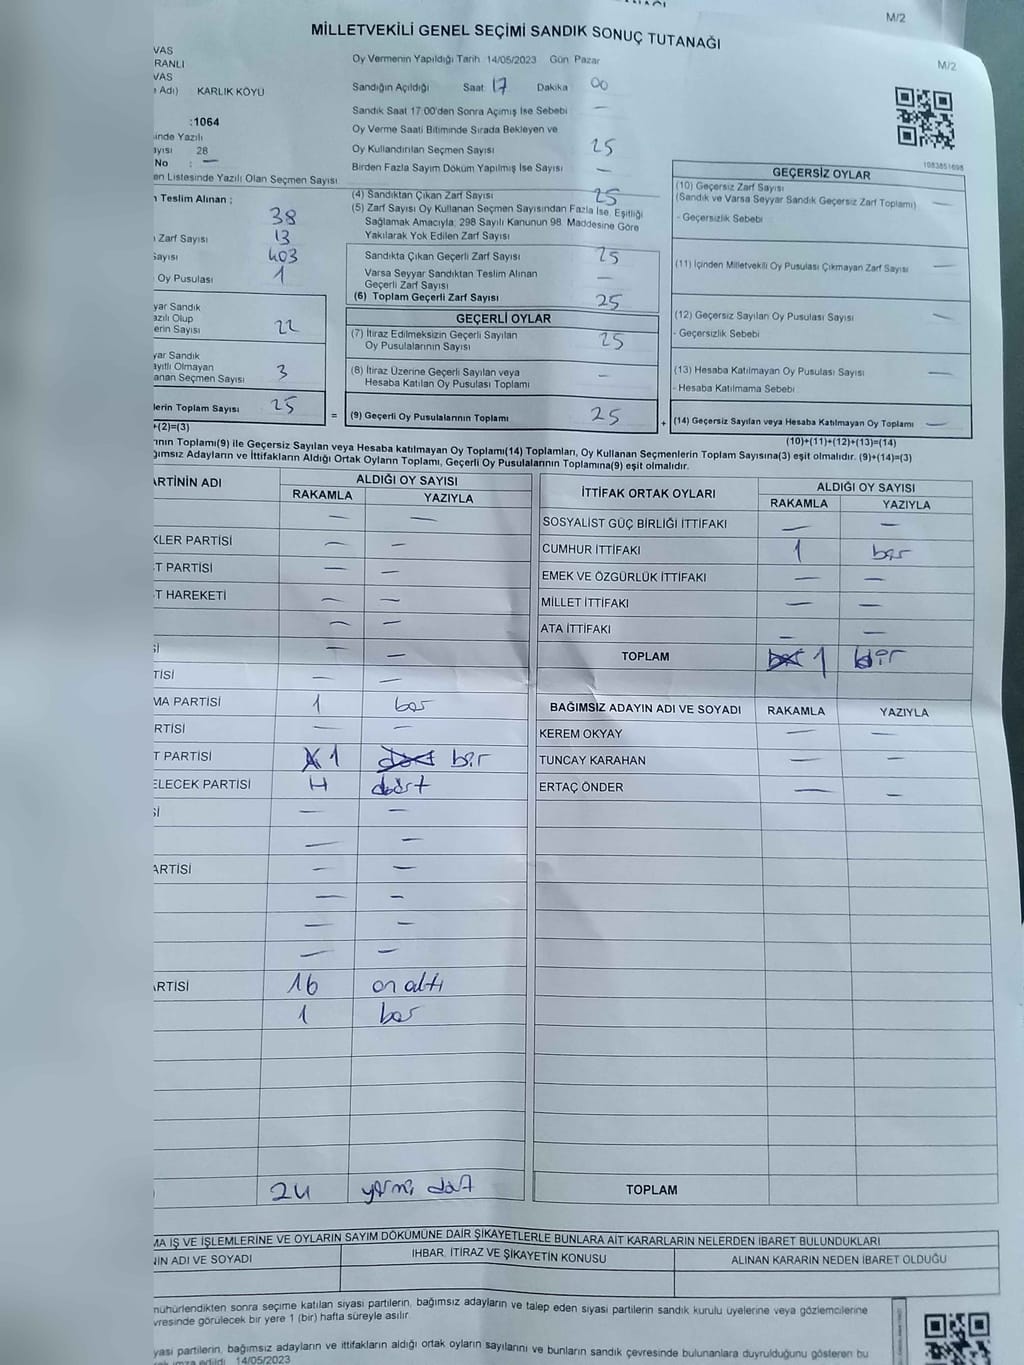 M/2
MİLLETVEKİLİ GENEL SEÇİMİ SANDIK SONUÇ TUTANAĞI
M/2
VAS
RANLI
VAS
Adı) KARLIK KÖYÜ
:1064
inde Yazılı
ayısı 28
No : —
en Listesinde Yazılı Olan Seçmen Sayısı
Oy Vermenin Yapıldığı Tarih 14/05/2023 Gün Pazar
Sandığın Açıldığı Saat 17 Dakika 00
Sandık Saat 17:00'den Sonra Açımış İse Sebebi —
Oy Verme Saati Bitiminde Sırada Bekleyen ve
Oy Kullandırılan Seçmen Sayısı 25
Birden Fazla Sayım Döküm Yapılmış İse Sayısı —
1983851698
n Teslim Alınan ;
38
Zarf Sayısı 13
Sayısı 403
Oy Pusulası 1
yar Sandık
azılı Olup
erin Sayısı 22
yar Sandık
ayıtlı Olmayan
anan Seçmen Sayısı 3
lerin Toplam Sayısı 25
+(2)=(3)
(4) Sandıktan Çıkan Zarf Sayısı 25
(5) Zarf Sayısı Oy Kullanan Seçmen Sayısından Fazla İse, Eşitliği
Sağlamak Amacıyla, 298 Sayılı Kanunun 98. Maddesine Göre
Yakılarak Yok Edilen Zarf Sayısı
Sandıkta Çıkan Geçerli Zarf Sayısı 25
Varsa Seyyar Sandıktan Teslim Alınan
Geçerli Zarf Sayısı —
(6) Toplam Geçerli Zarf Sayısı 25
GEÇERLİ OYLAR
(7) İtiraz Edilmeksizin Geçerli Sayılan
Oy Pusulalarının Sayısı 25
(8) İtiraz Üzerine Geçerli Sayılan veya
Hesaba Katılan Oy Pusulası Toplamı —
= (9) Geçerli Oy Pusulalarının Toplamı 25
GEÇERSİZ OYLAR
(10) Geçersiz Zarf Sayısı
(Sandık ve Varsa Seyyar Sandık Geçersiz Zarf Toplamı) —
- Geçersizlik Sebebi
(11) İçinden Milletvekili Oy Pusulası Çıkmayan Zarf Sayısı —
(12) Geçersiz Sayılan Oy Pusulası Sayısı —
- Geçersizlik Sebebi
(13) Hesaba Katılmayan Oy Pusulası Sayısı —
- Hesaba Katılmama Sebebi
+ (14) Geçersiz Sayılan veya Hesaba Katılmayan Oy Toplamı —
(10)+(11)+(12)+(13)=(14)
nın Toplamı(9) ile Geçersiz Sayılan veya Hesaba katılmayan Oy Toplamı(14) Toplamları, Oy Kullanan Seçmenlerin Toplam Sayısına(3) eşit olmalıdır. (9)+(14)=(3)
ğımsız Adayların ve İttifakların Aldığı Ortak Oyların Toplamı, Geçerli Oy Pusulalarının Toplamına(9) eşit olmalıdır.
ARTİNİN ADI ALDIĞI OY SAYISI
RAKAMLA YAZIYLA
— —
KLER PARTİSİ — —
T PARTİSİ — —
T HAREKETİ — —
— —
Sİ — —
TİSİ — —
MA PARTİSİ 1 bir
RTİSİ — —
T PARTİSİ 1 bir
ELECEK PARTİSİ 4 dört
Sİ — —
— —
ARTİSİ — —
— —
— —
— —
ARTİSİ 16 on altı
1 bir
24 yirmi dört
İTTİFAK ORTAK OYLARI ALDIĞI OY SAYISI
RAKAMLA YAZIYLA
SOSYALİST GÜÇ BİRLİĞİ İTTİFAKI — —
CUMHUR İTTİFAKI 1 bir
EMEK VE ÖZGÜRLÜK İTTİFAKI — —
MİLLET İTTİFAKI — —
ATA İTTİFAKI — —
TOPLAM 1 bir
BAĞIMSIZ ADAYIN ADI VE SOYADI RAKAMLA YAZIYLA
KEREM OKYAY — —
TUNCAY KARAHAN — —
ERTAÇ ÖNDER — —
TOPLAM
MA İŞ VE İŞLEMLERİNE VE OYLARIN SAYIM DÖKÜMÜNE DAİR ŞİKAYETLERLE BUNLARA AİT KARARLARIN NELERDEN İBARET BULUNDUKLARI
NİN ADI VE SOYADI İHBAR, İTİRAZ VE ŞİKAYETİN KONUSU ALINAN KARARIN NEDEN İBARET OLDUĞU
mühürlendikten sonra seçime katılan siyasi partilerin, bağımsız adayların ve talep eden siyasi partilerin sandık kurulu üyelerine veya gözlemcilerine
vresinde görülecek bir yere 1 (bir) hafta süreyle asılır
yasi partilerin, bağımsız adayların ve ittifakların aldığı ortak oyların sayılarını ve bunların sandık çevresinde bulunanlara duyrulduğunu gösteren bu
imza edildi. 14/05/2023